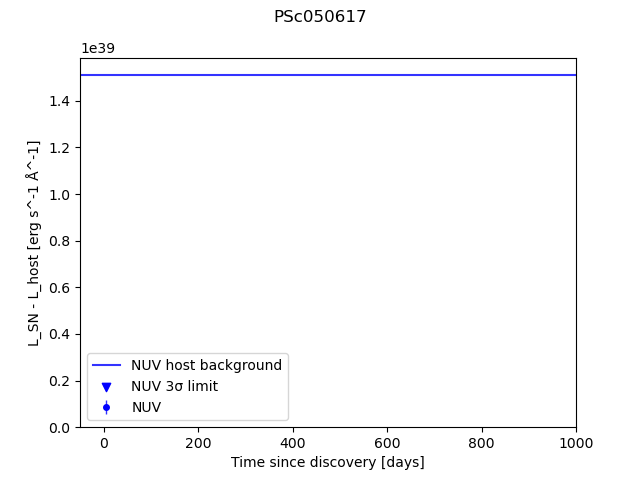 PSc050617
1e39
1.4
1.2
1.0
0.8
0.6
0.4
0.2
0.0
L_SN - L_host [erg s^-1 Å^-1]
NUV host background
NUV 3σ limit
NUV
0 200 400 600 800 1000
Time since discovery [days]